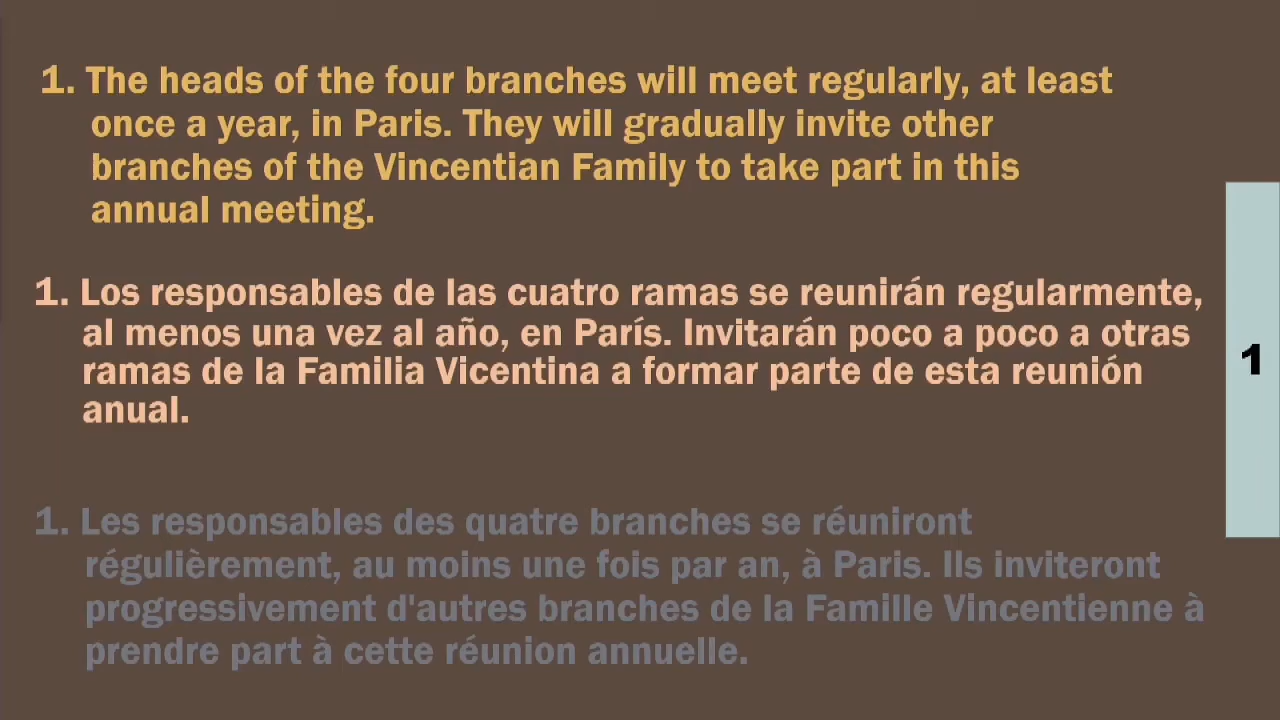 1. The heads of the four branches will meet regularly, at least
once a year, in Paris. They will gradually invite other
branches of the Vincentian Family to take part in this
annual meeting.
1. Los responsables de las cuatro ramas se reunirán regularmente,
al menos una vez al año, en París. Invitarán poco a poco a otras
ramas de la Familia Vicentina a formar parte de esta reunión
anual.
1
1. Les responsables des quatre branches se réuniront
régulièrement, au moins une fois par an, à Paris. Ils inviteront
progressivement d'autres branches de la Famille Vincentienne à
prendre part à cette réunion annuelle.